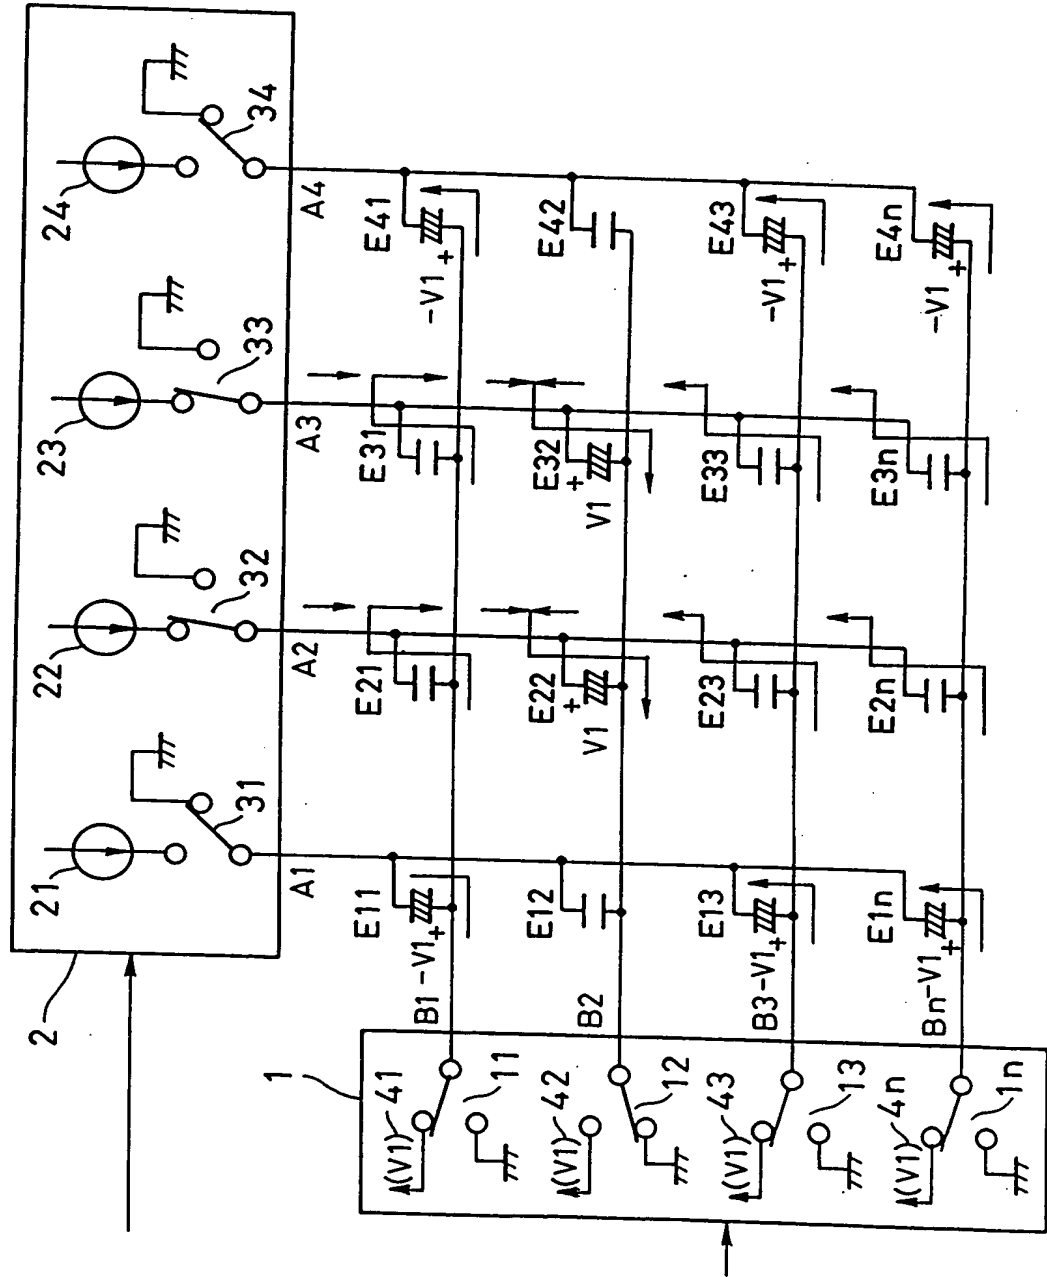 2
21
22
23
24
31
32
33
34
A1
A2
A3
A4
E11
E21
E31
E41
-V1
+
-V1
+
B1
E12
E22
E32
E42
+
V1
+
V1
B2
E13
E23
E33
E43
-V1
+
-V1
+
B3
E1n
E2n
E3n
E4n
-V1
+
-V1
+
Bn
1
(V1)
41
11
(V1)
42
12
(V1)
43
13
(V1)
4n
1n